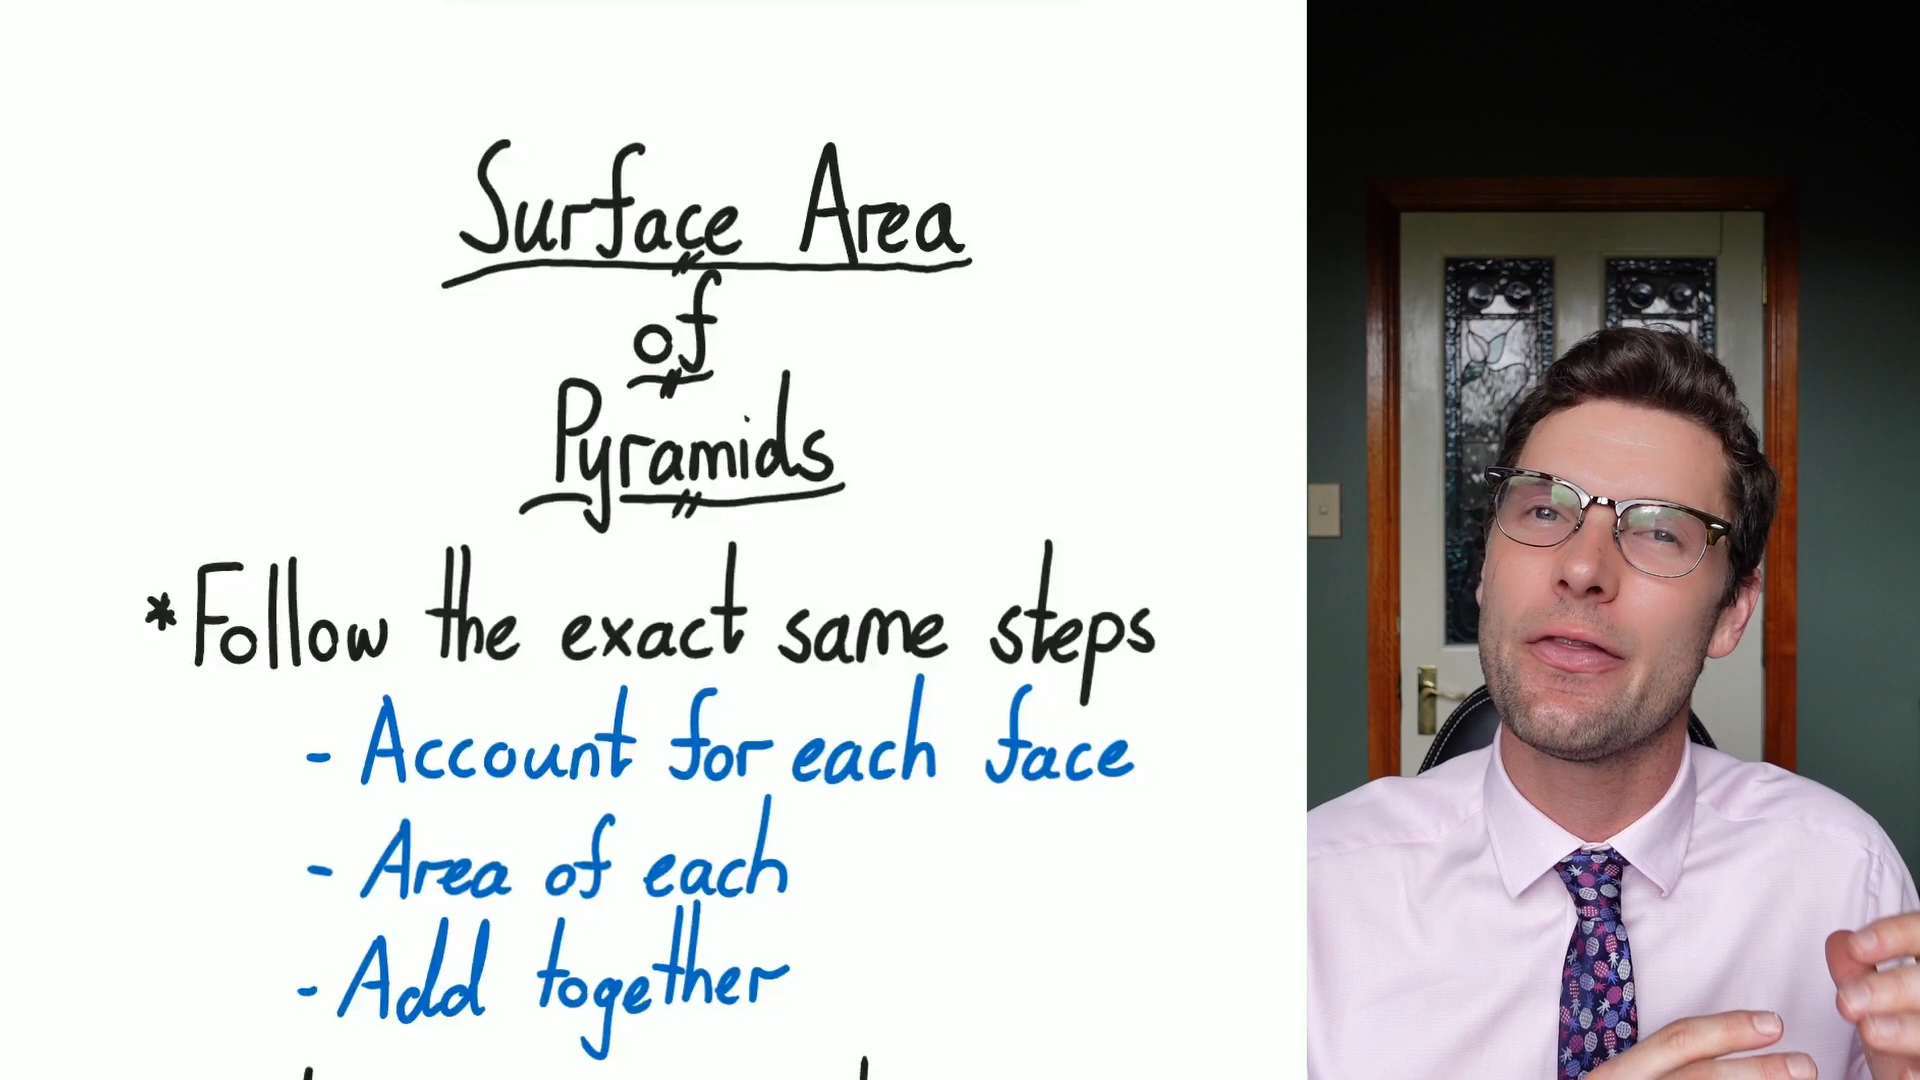 Surface Area
of
Pyramids
*Follow the exact same steps
- Account for each face
- Area of each
- Add together